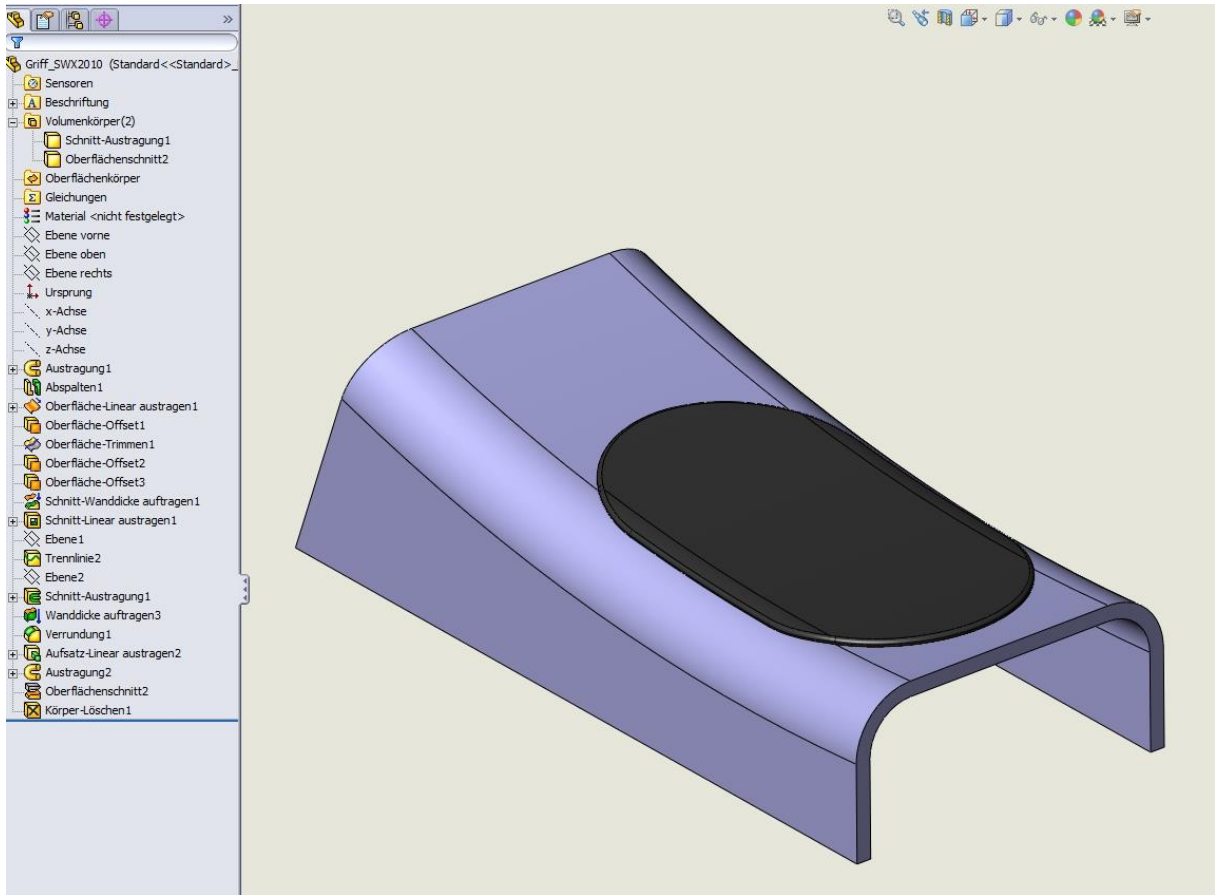 Griff_SWX2010 (Standard<<Standard>_
Sensoren
Beschriftung
Volumenkörper(2)
Schnitt-Austragung1
Oberflächenschnitt2
Oberflächenkörper
Gleichungen
Material <nicht festgelegt>
Ebene vorne
Ebene oben
Ebene rechts
Ursprung
x-Achse
y-Achse
z-Achse
Austragung1
Abspalten1
Oberfläche-Linear austragen1
Oberfläche-Offset1
Oberfläche-Trimmen1
Oberfläche-Offset2
Oberfläche-Offset3
Schnitt-Wanddicke auftragen1
Schnitt-Linear austragen1
Ebene1
Trennlinie2
Ebene2
Schnitt-Austragung1
Wanddicke auftragen3
Verrundung1
Aufsatz-Linear austragen2
Austragung2
Oberflächenschnitt2
Körper-Löschen1